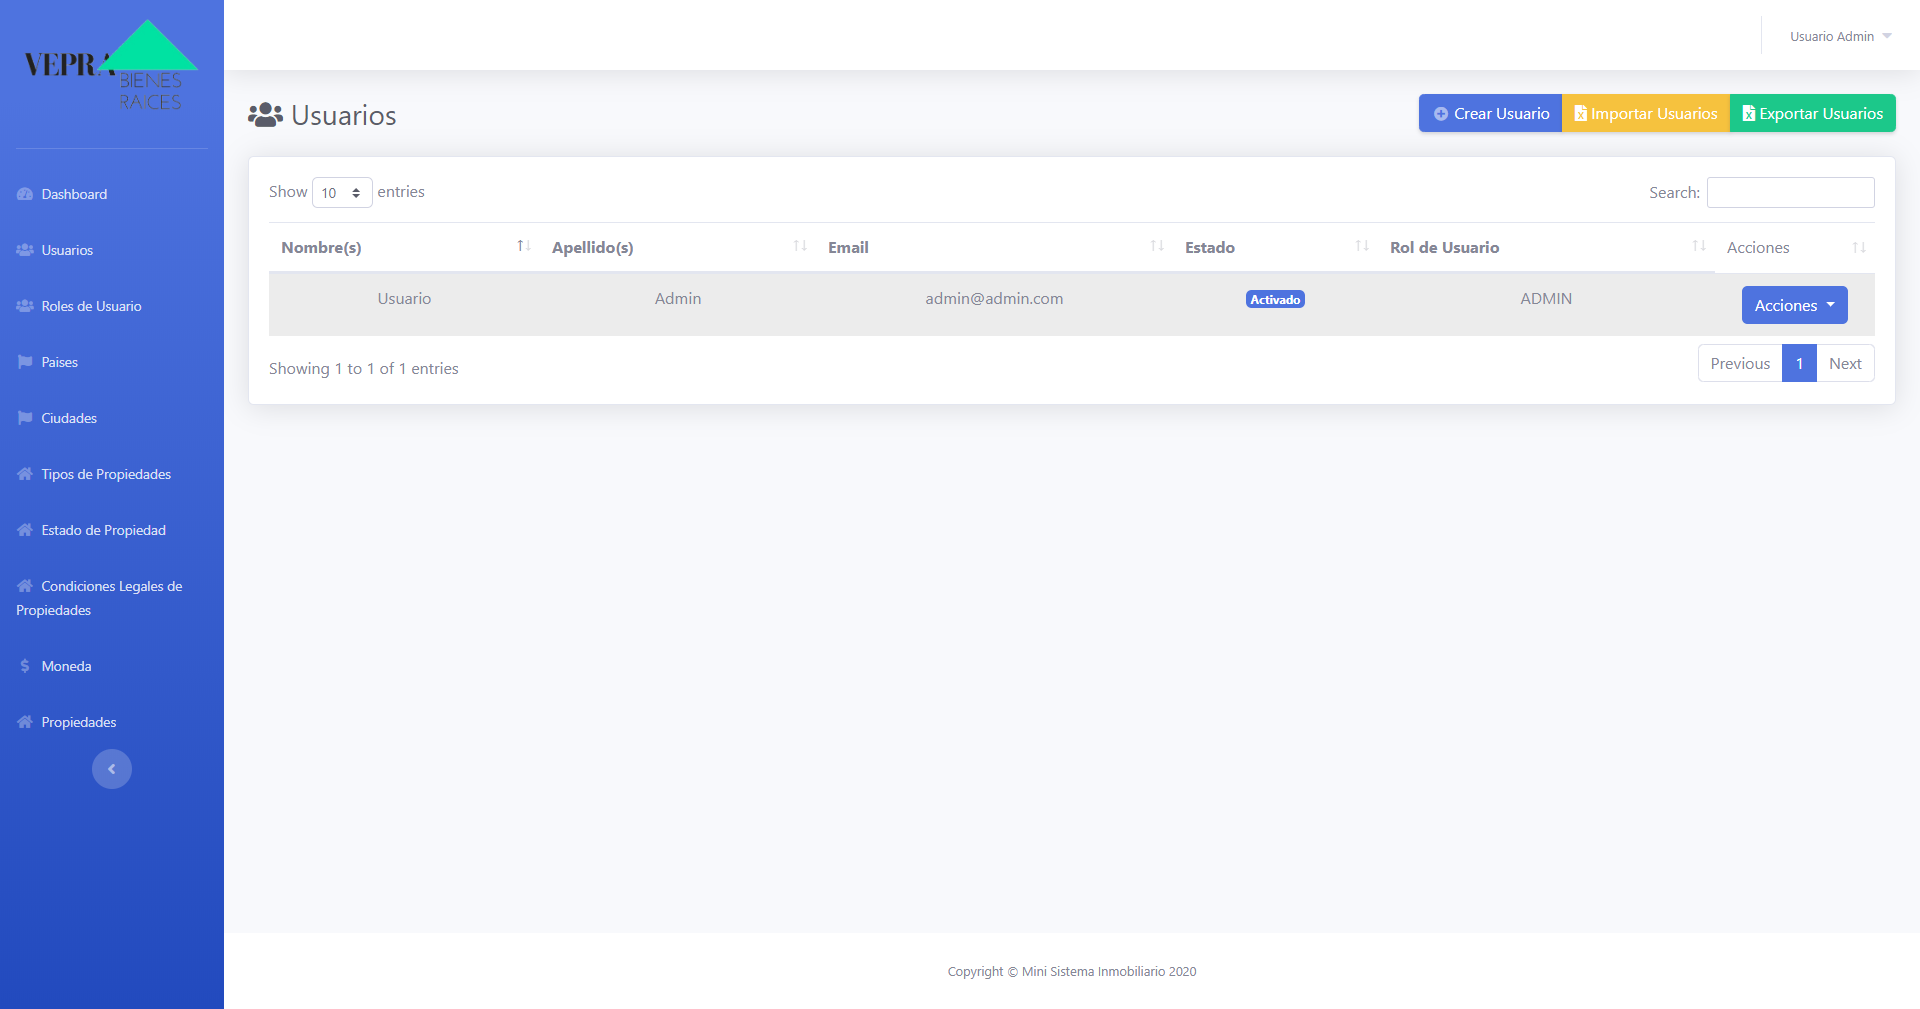 VEPRA
BIENES
RAICES
Dashboard
Usuarios
Roles de Usuario
Paises
Ciudades
Tipos de Propiedades
Estado de Propiedad
Condiciones Legales de
Propiedades
Moneda
Propiedades
Usuario Admin
Usuarios
Crear Usuario Importar Usuarios Exportar Usuarios
Show 10 entries Search:
Nombre(s) Apellido(s) Email Estado Rol de Usuario Acciones
Usuario Admin admin@admin.com Activado ADMIN Acciones
Showing 1 to 1 of 1 entries Previous 1 Next
Copyright © Mini Sistema Inmobiliario 2020